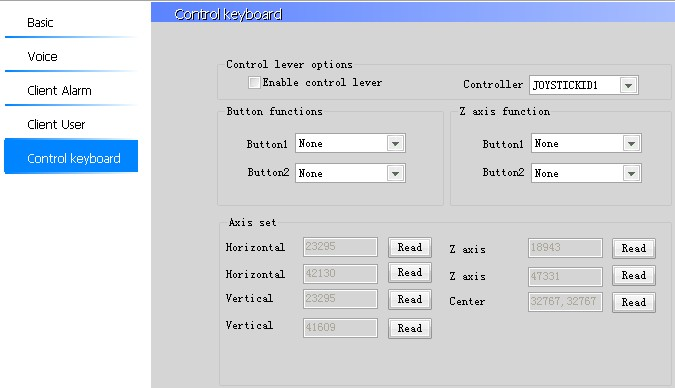 Basic
Voice
Client Alarm
Client User
Control keyboard
Control keyboard
Control lever options
Enable control lever
Controller JOYSTICKID1
Button functions
Button1 None
Button2 None
Z axis function
Button1 None
Button2 None
Axis set
Horizontal 23295 Read
Horizontal 42130 Read
Vertical 23295 Read
Vertical 41609 Read
Z axis 18943 Read
Z axis 47331 Read
Center 32767,32767 Read